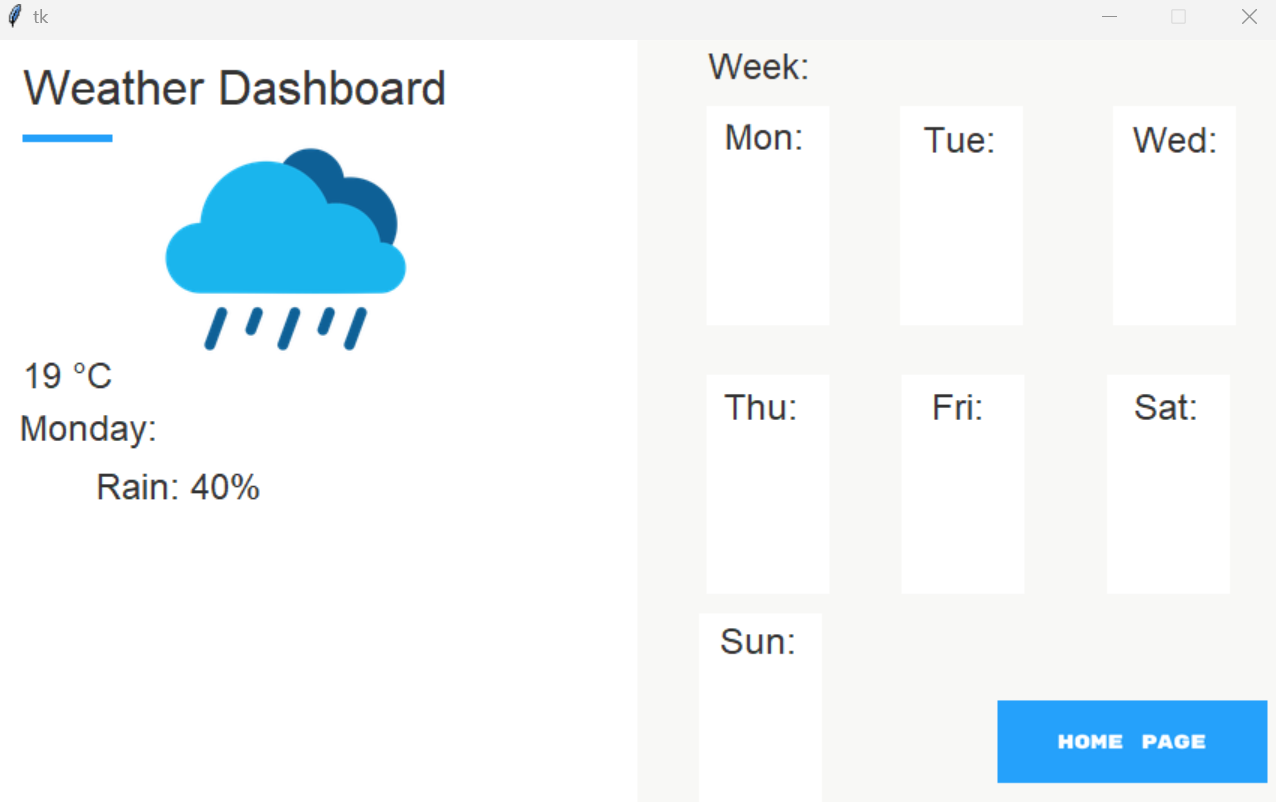 tk
Weather Dashboard
19 °C
Monday:
Rain: 40%
Week:
Mon:
Tue:
Wed:
Thu:
Fri:
Sat:
Sun:
HOME PAGE